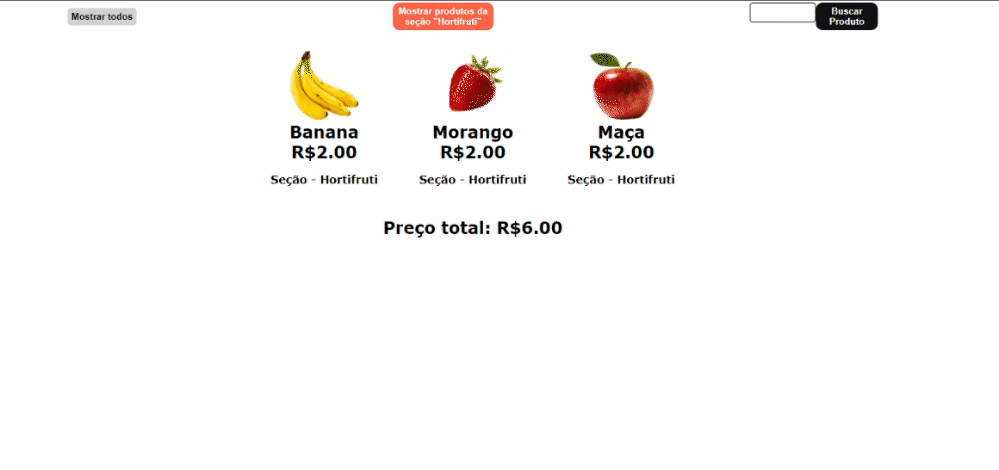 Mostrar todos
Mostrar produtos da
seção "Hortifruti"
Buscar
Produto
Banana
R$2.00
Seção - Hortifruti
Morango
R$2.00
Seção - Hortifruti
Maça
R$2.00
Seção - Hortifruti
Preço total: R$6.00